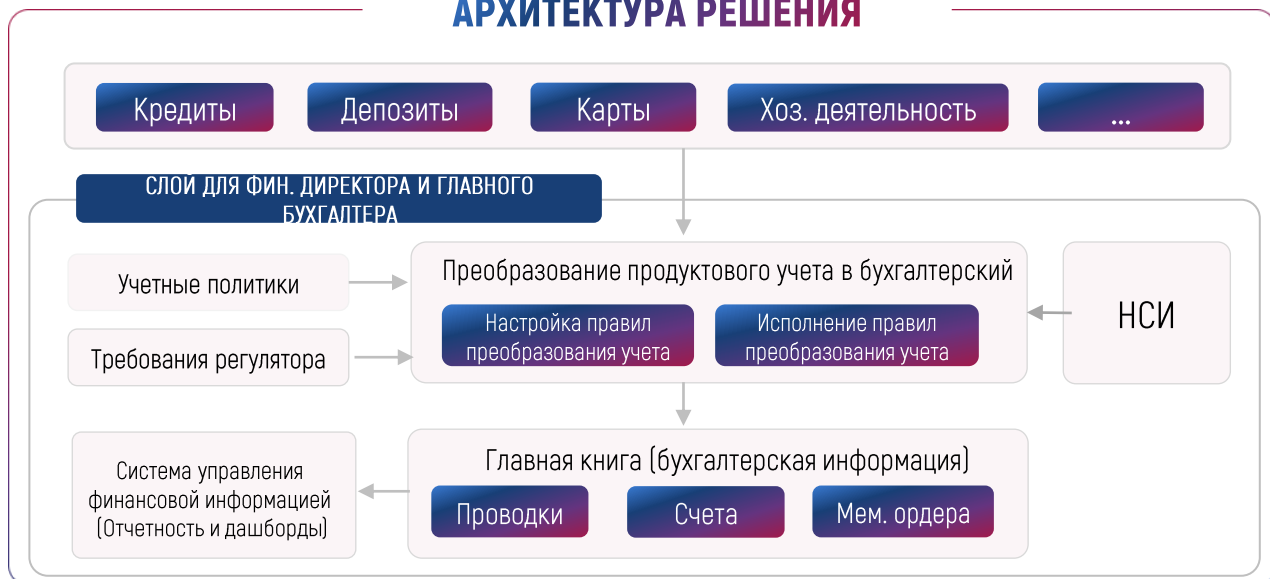 АРХИТЕКТУРА РЕШЕНИЯ
Кредиты
Депозиты
Карты
Хоз. деятельность
...
СЛОЙ ДЛЯ ФИН. ДИРЕКТОРА И ГЛАВНОГО
БУХГАЛТЕРА
Учетные политики
Требования регулятора
Преобразование продуктового учета в бухгалтерский
Настройка правил
преобразования учета
Исполнение правил
преобразования учета
НСИ
Система управления
финансовой информацией
(Отчетность и дашборды)
Главная книга (бухгалтерская информация)
Проводки
Счета
Мем. ордера